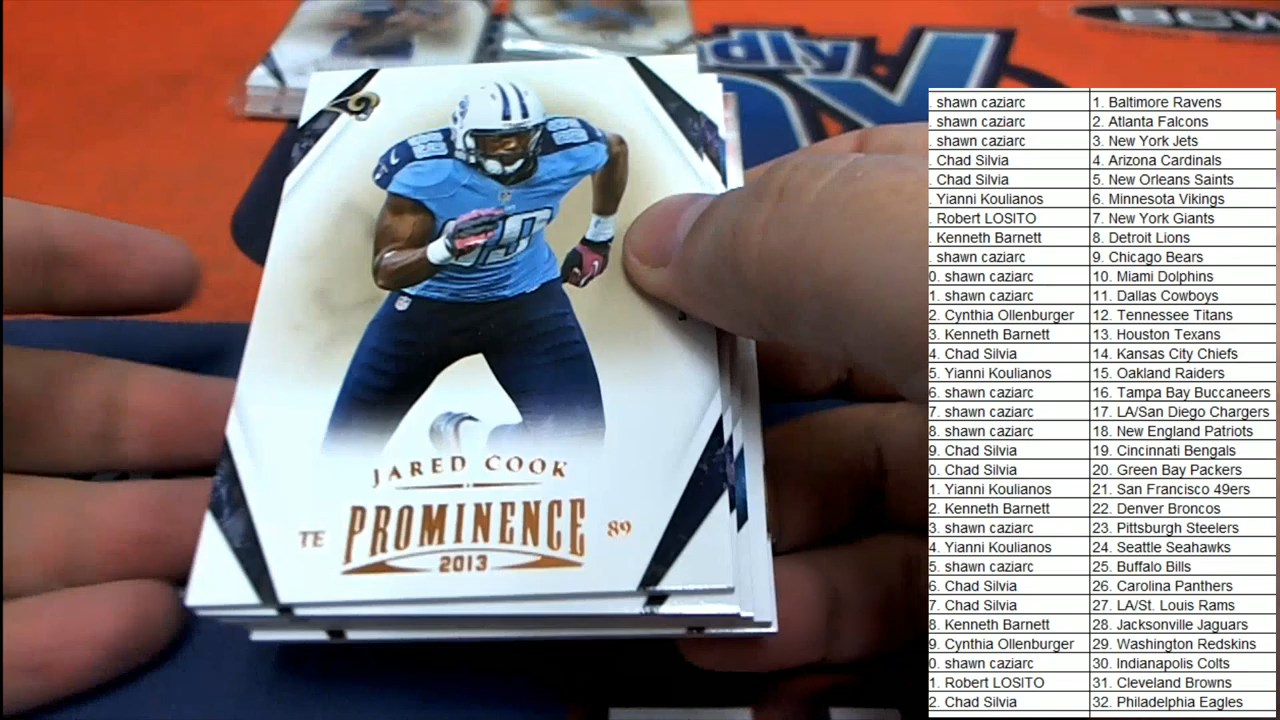 dly
BCW
JARED COOK
TE PROMINENCE 89
2013
. shawn caziarc 1. Baltimore Ravens
. shawn caziarc 2. Atlanta Falcons
. shawn caziarc 3. New York Jets
. Chad Silvia 4. Arizona Cardinals
. Chad Silvia 5. New Orleans Saints
. Yianni Koulianos 6. Minnesota Vikings
. Robert LOSITO 7. New York Giants
. Kenneth Barnett 8. Detroit Lions
. shawn caziarc 9. Chicago Bears
0. shawn caziarc 10. Miami Dolphins
1. shawn caziarc 11. Dallas Cowboys
2. Cynthia Ollenburger 12. Tennessee Titans
3. Kenneth Barnett 13. Houston Texans
4. Chad Silvia 14. Kansas City Chiefs
5. Yianni Koulianos 15. Oakland Raiders
6. shawn caziarc 16. Tampa Bay Buccaneers
7. shawn caziarc 17. LA/San Diego Chargers
8. shawn caziarc 18. New England Patriots
9. Chad Silvia 19. Cincinnati Bengals
0. Chad Silvia 20. Green Bay Packers
1. Yianni Koulianos 21. San Francisco 49ers
2. Kenneth Barnett 22. Denver Broncos
3. shawn caziarc 23. Pittsburgh Steelers
4. Yianni Koulianos 24. Seattle Seahawks
5. shawn caziarc 25. Buffalo Bills
6. Chad Silvia 26. Carolina Panthers
7. Chad Silvia 27. LA/St. Louis Rams
8. Kenneth Barnett 28. Jacksonville Jaguars
9. Cynthia Ollenburger 29. Washington Redskins
0. shawn caziarc 30. Indianapolis Colts
1. Robert LOSITO 31. Cleveland Browns
2. Chad Silvia 32. Philadelphia Eagles